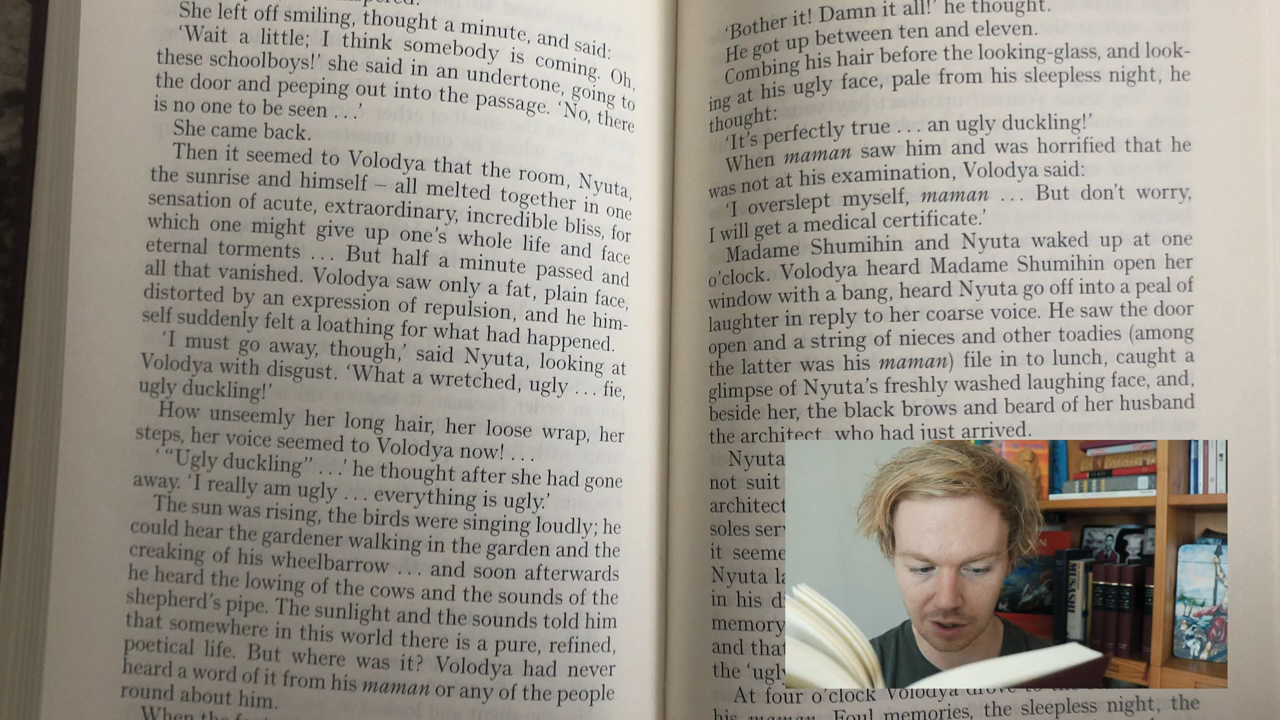 She left off smiling, thought a minute, and said:
‘Wait a little; I think somebody is coming. Oh,
these schoolboys!’ she said in an undertone, going to
the door and peeping out into the passage. ‘No, there
is no one to be seen . . .’
She came back.
Then it seemed to Volodya that the room, Nyuta,
the sunrise and himself – all melted together in one
sensation of acute, extraordinary, incredible bliss, for
which one might give up one’s whole life and face
eternal torments . . . But half a minute passed and
all that vanished. Volodya saw only a fat, plain face,
distorted by an expression of repulsion, and he him-
self suddenly felt a loathing for what had happened.
‘I must go away, though,’ said Nyuta, looking at
Volodya with disgust. ‘What a wretched, ugly . . . fie,
ugly duckling!’
How unseemly her long hair, her loose wrap, her
steps, her voice seemed to Volodya now! . . .
‘“Ugly duckling” . . .’ he thought after she had gone
away. ‘I really am ugly . . . everything is ugly.’
The sun was rising, the birds were singing loudly; he
could hear the gardener walking in the garden and the
creaking of his wheelbarrow . . . and soon afterwards
he heard the lowing of the cows and the sounds of the
shepherd’s pipe. The sunlight and the sounds told him
that somewhere in this world there is a pure, refined,
poetical life. But where was it? Volodya had never
heard a word of it from his maman or any of the people
round about him.
When the
‘Bother it! Damn it all!’ he thought.
He got up between ten and eleven.
Combing his hair before the looking-glass, and look-
ing at his ugly face, pale from his sleepless night, he
thought:
‘It’s perfectly true . . . an ugly duckling!’
When maman saw him and was horrified that he
was not at his examination, Volodya said:
‘I overslept myself, maman . . . But don’t worry,
I will get a medical certificate.’
Madame Shumihin and Nyuta waked up at one
o’clock. Volodya heard Madame Shumihin open her
window with a bang, heard Nyuta go off into a peal of
laughter in reply to her coarse voice. He saw the door
open and a string of nieces and other toadies (among
the latter was his maman) file in to lunch, caught a
glimpse of Nyuta’s freshly washed laughing face, and,
beside her, the black brows and beard of her husband
the architect, who had just arrived.
Nyuta
not suit
architect
soles
it
Nyuta
in his
memory
and
the
At four o’clock Volodya drove to the
his maman. Foul memories, the sleepless night, the
MUSASHI